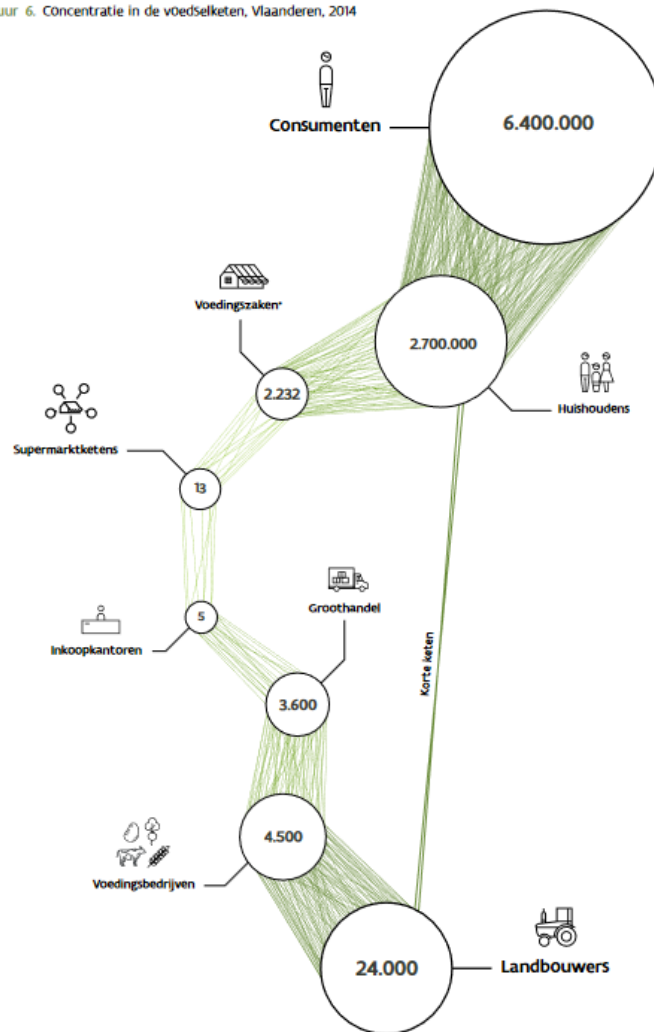 uur 6. Concentratie in de voedselketen, Vlaanderen, 2014
Consumenten
6.400.000
Voedingszaken*
2.700.000
2.232
Huishoudens
Supermarktketens
13
Groothandel
5
Inkoopkantoren
Korte keten
3.600
4.500
Voedingsbedrijven
24.000
Landbouwers